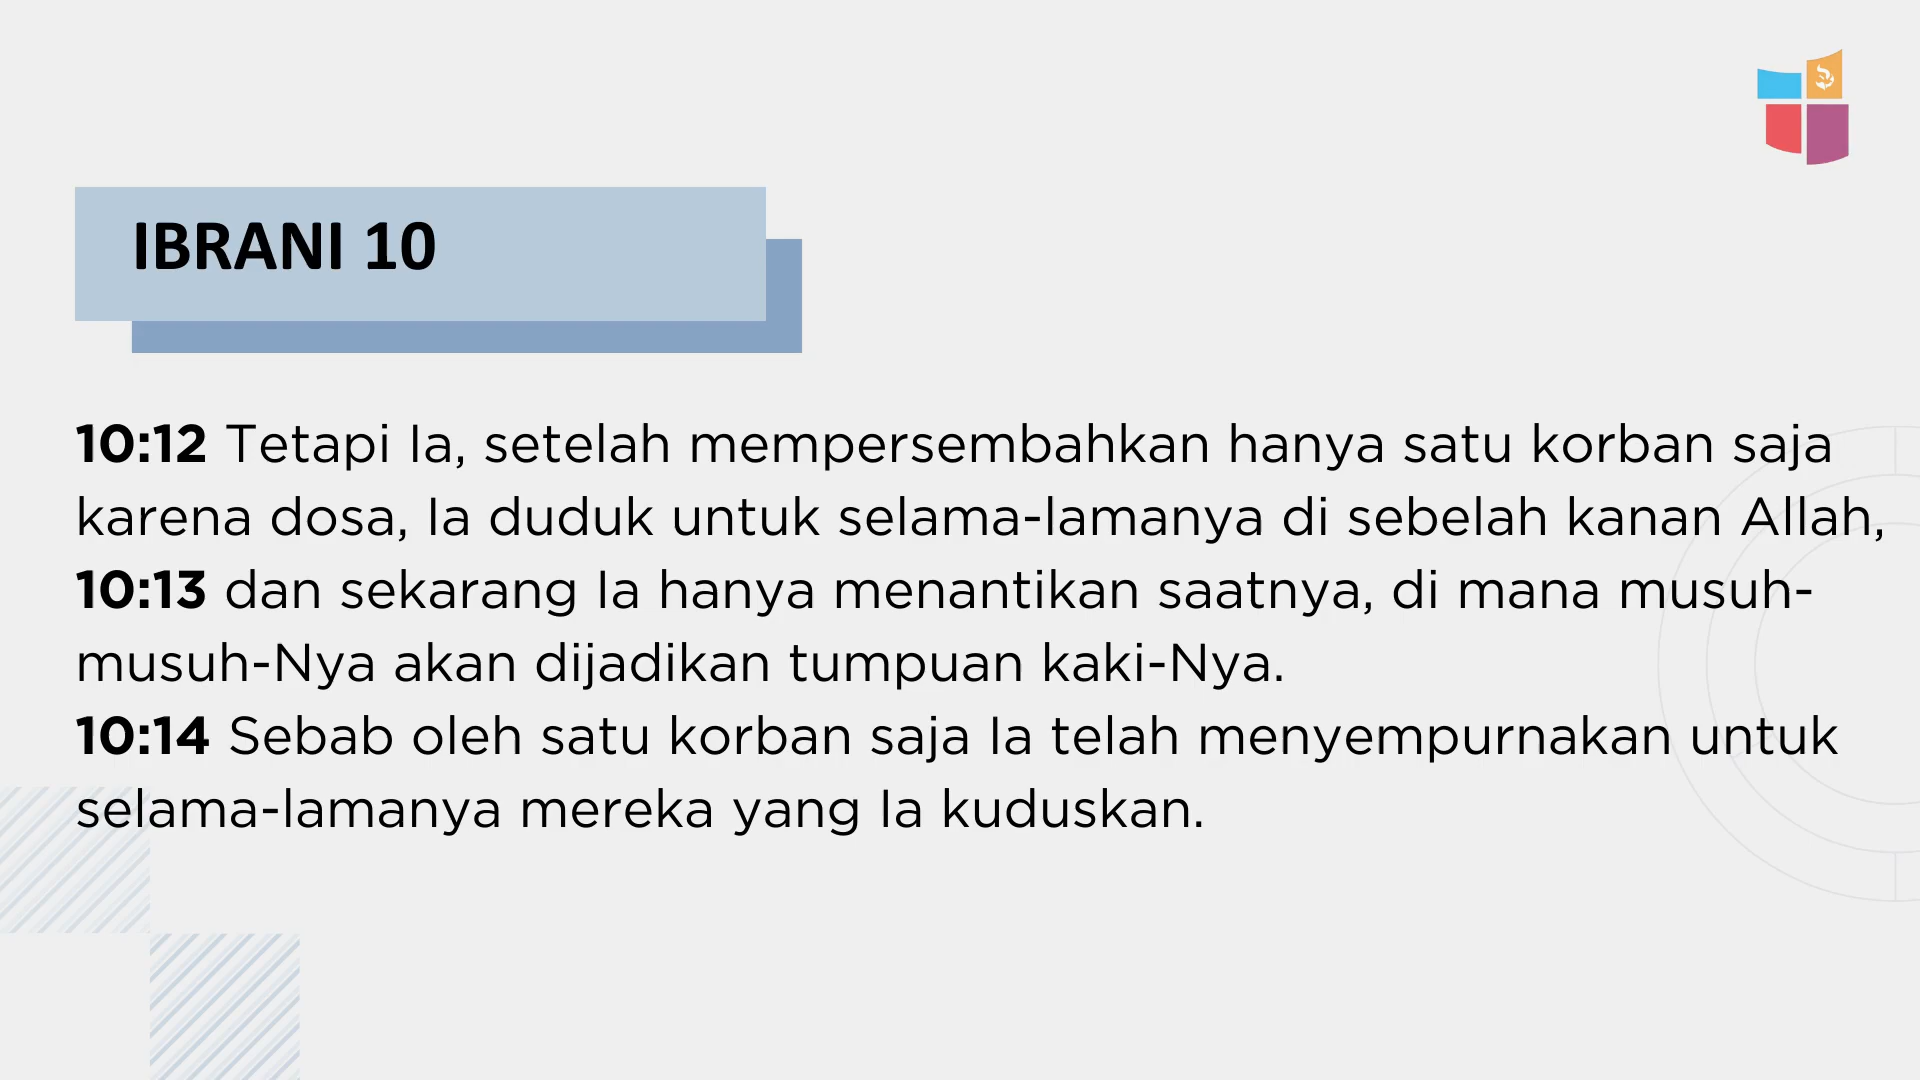 IBRANI 10
10:12 Tetapi Ia, setelah mempersembahkan hanya satu korban saja
karena dosa, Ia duduk untuk selama-lamanya di sebelah kanan Allah,
10:13 dan sekarang Ia hanya menantikan saatnya, di mana musuh-
musuh-Nya akan dijadikan tumpuan kaki-Nya.
10:14 Sebab oleh satu korban saja Ia telah menyempurnakan untuk
selama-lamanya mereka yang Ia kuduskan.